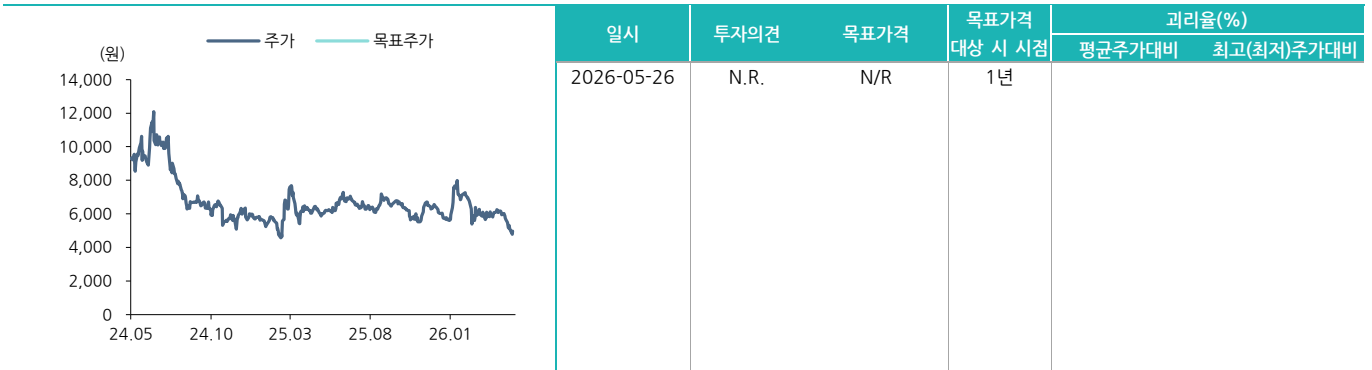 주가 목표주가
(원)
14,000
12,000
10,000
8,000
6,000
4,000
2,000
0
24.05 24.10 25.03 25.08 26.01
일시 투자의견 목표가격 목표가격 대상 시 시점 괴리율(%)
평균주가대비 최고(최저)주가대비
2026-05-26 N.R. N/R 1년